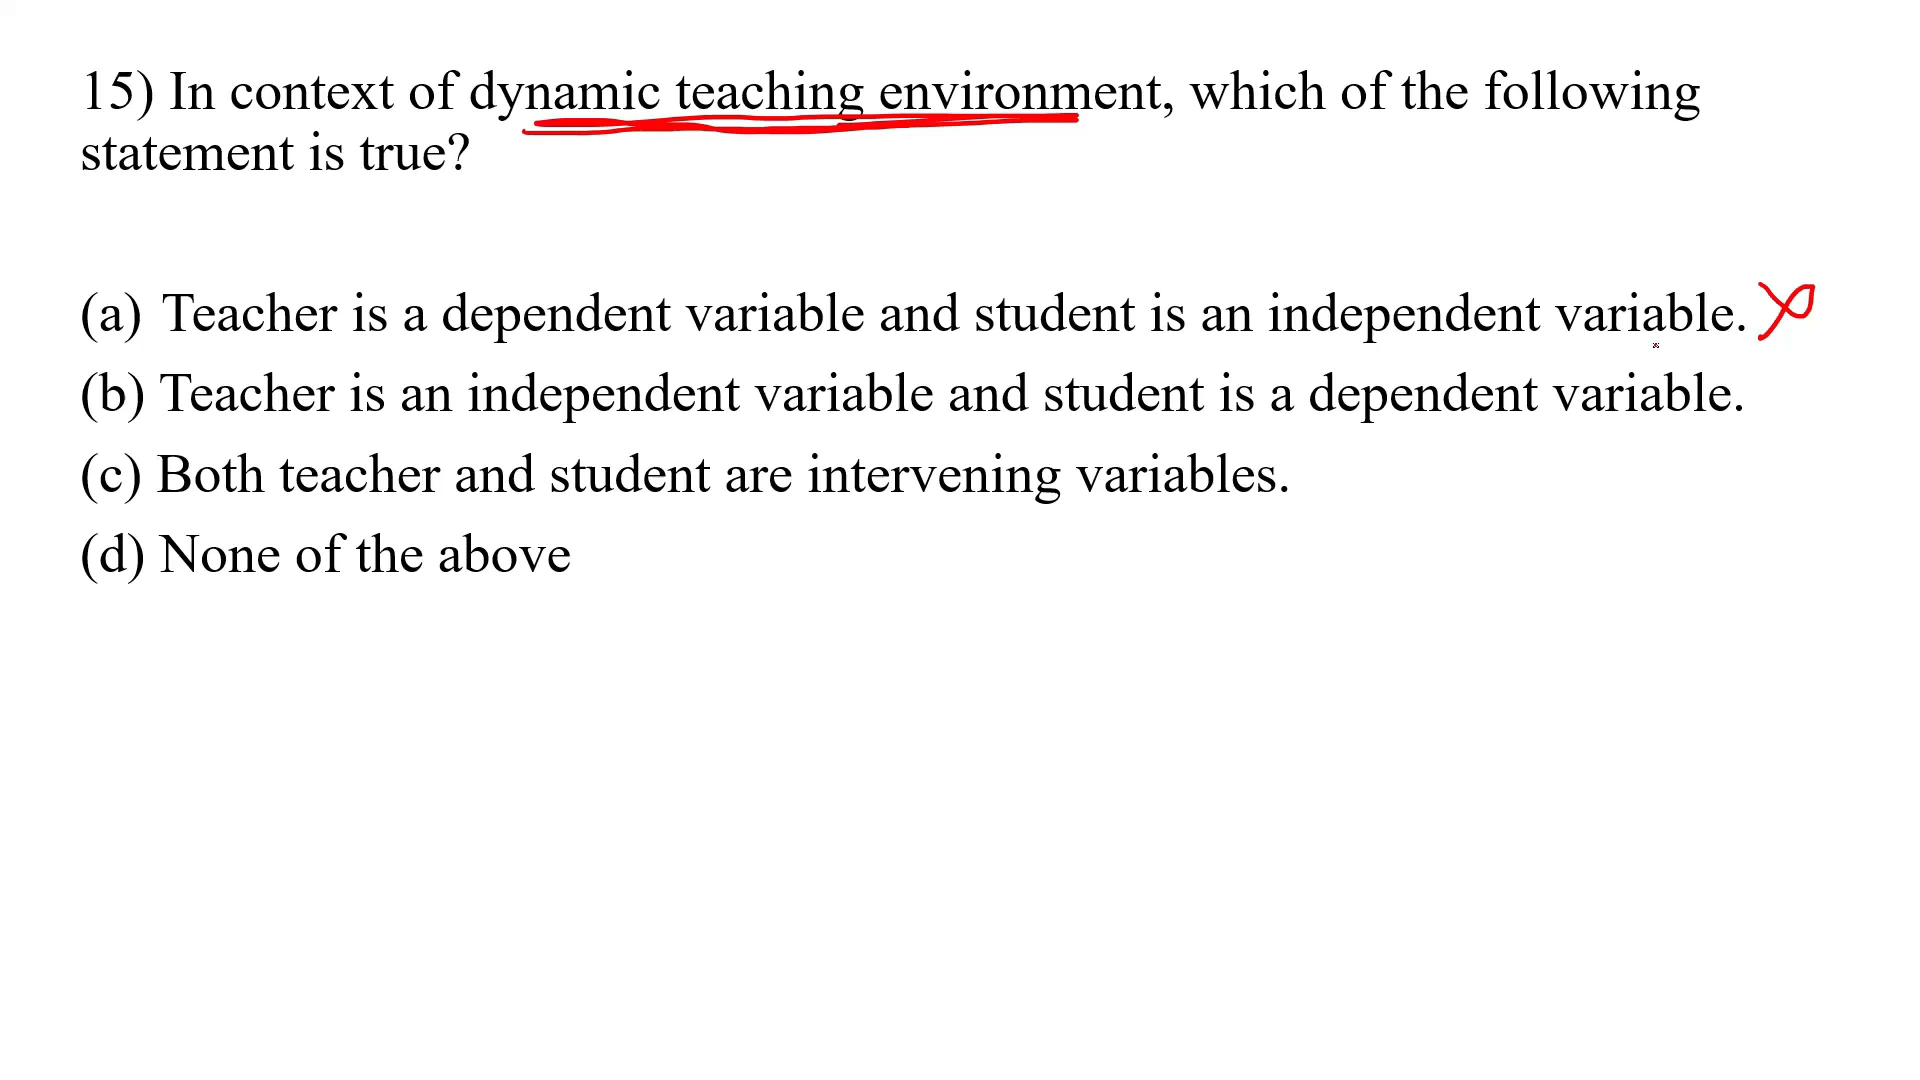 15) In context of dynamic teaching environment, which of the following
statement is true?
(a) Teacher is a dependent variable and student is an independent variable.
(b) Teacher is an independent variable and student is a dependent variable.
(c) Both teacher and student are intervening variables.
(d) None of the above